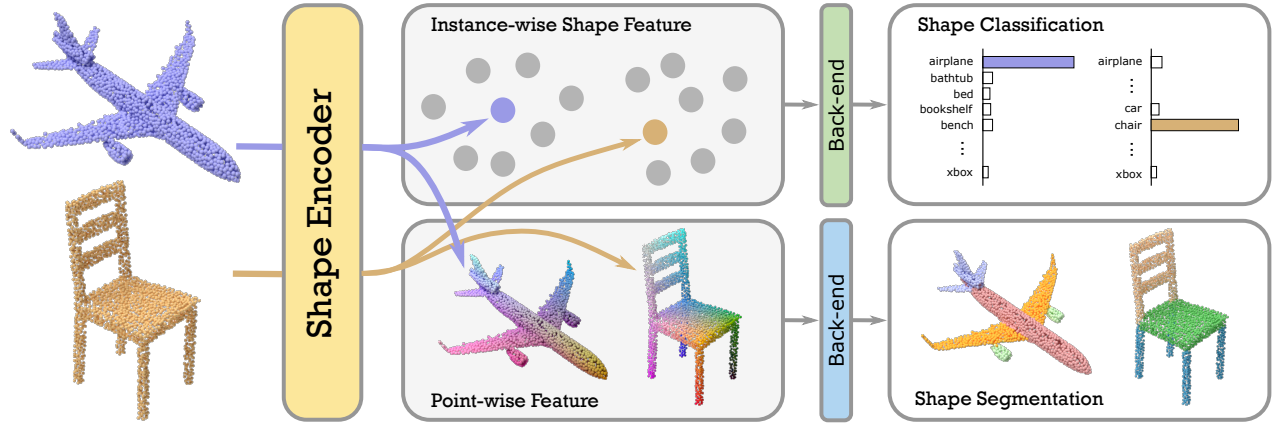 Shape Encoder
Instance-wise Shape Feature
Point-wise Feature
Back-end
Back-end
Shape Classification
airplane
bathtub
bed
bookshelf
bench
...
xbox
airplane
...
car
chair
...
xbox
Shape Segmentation